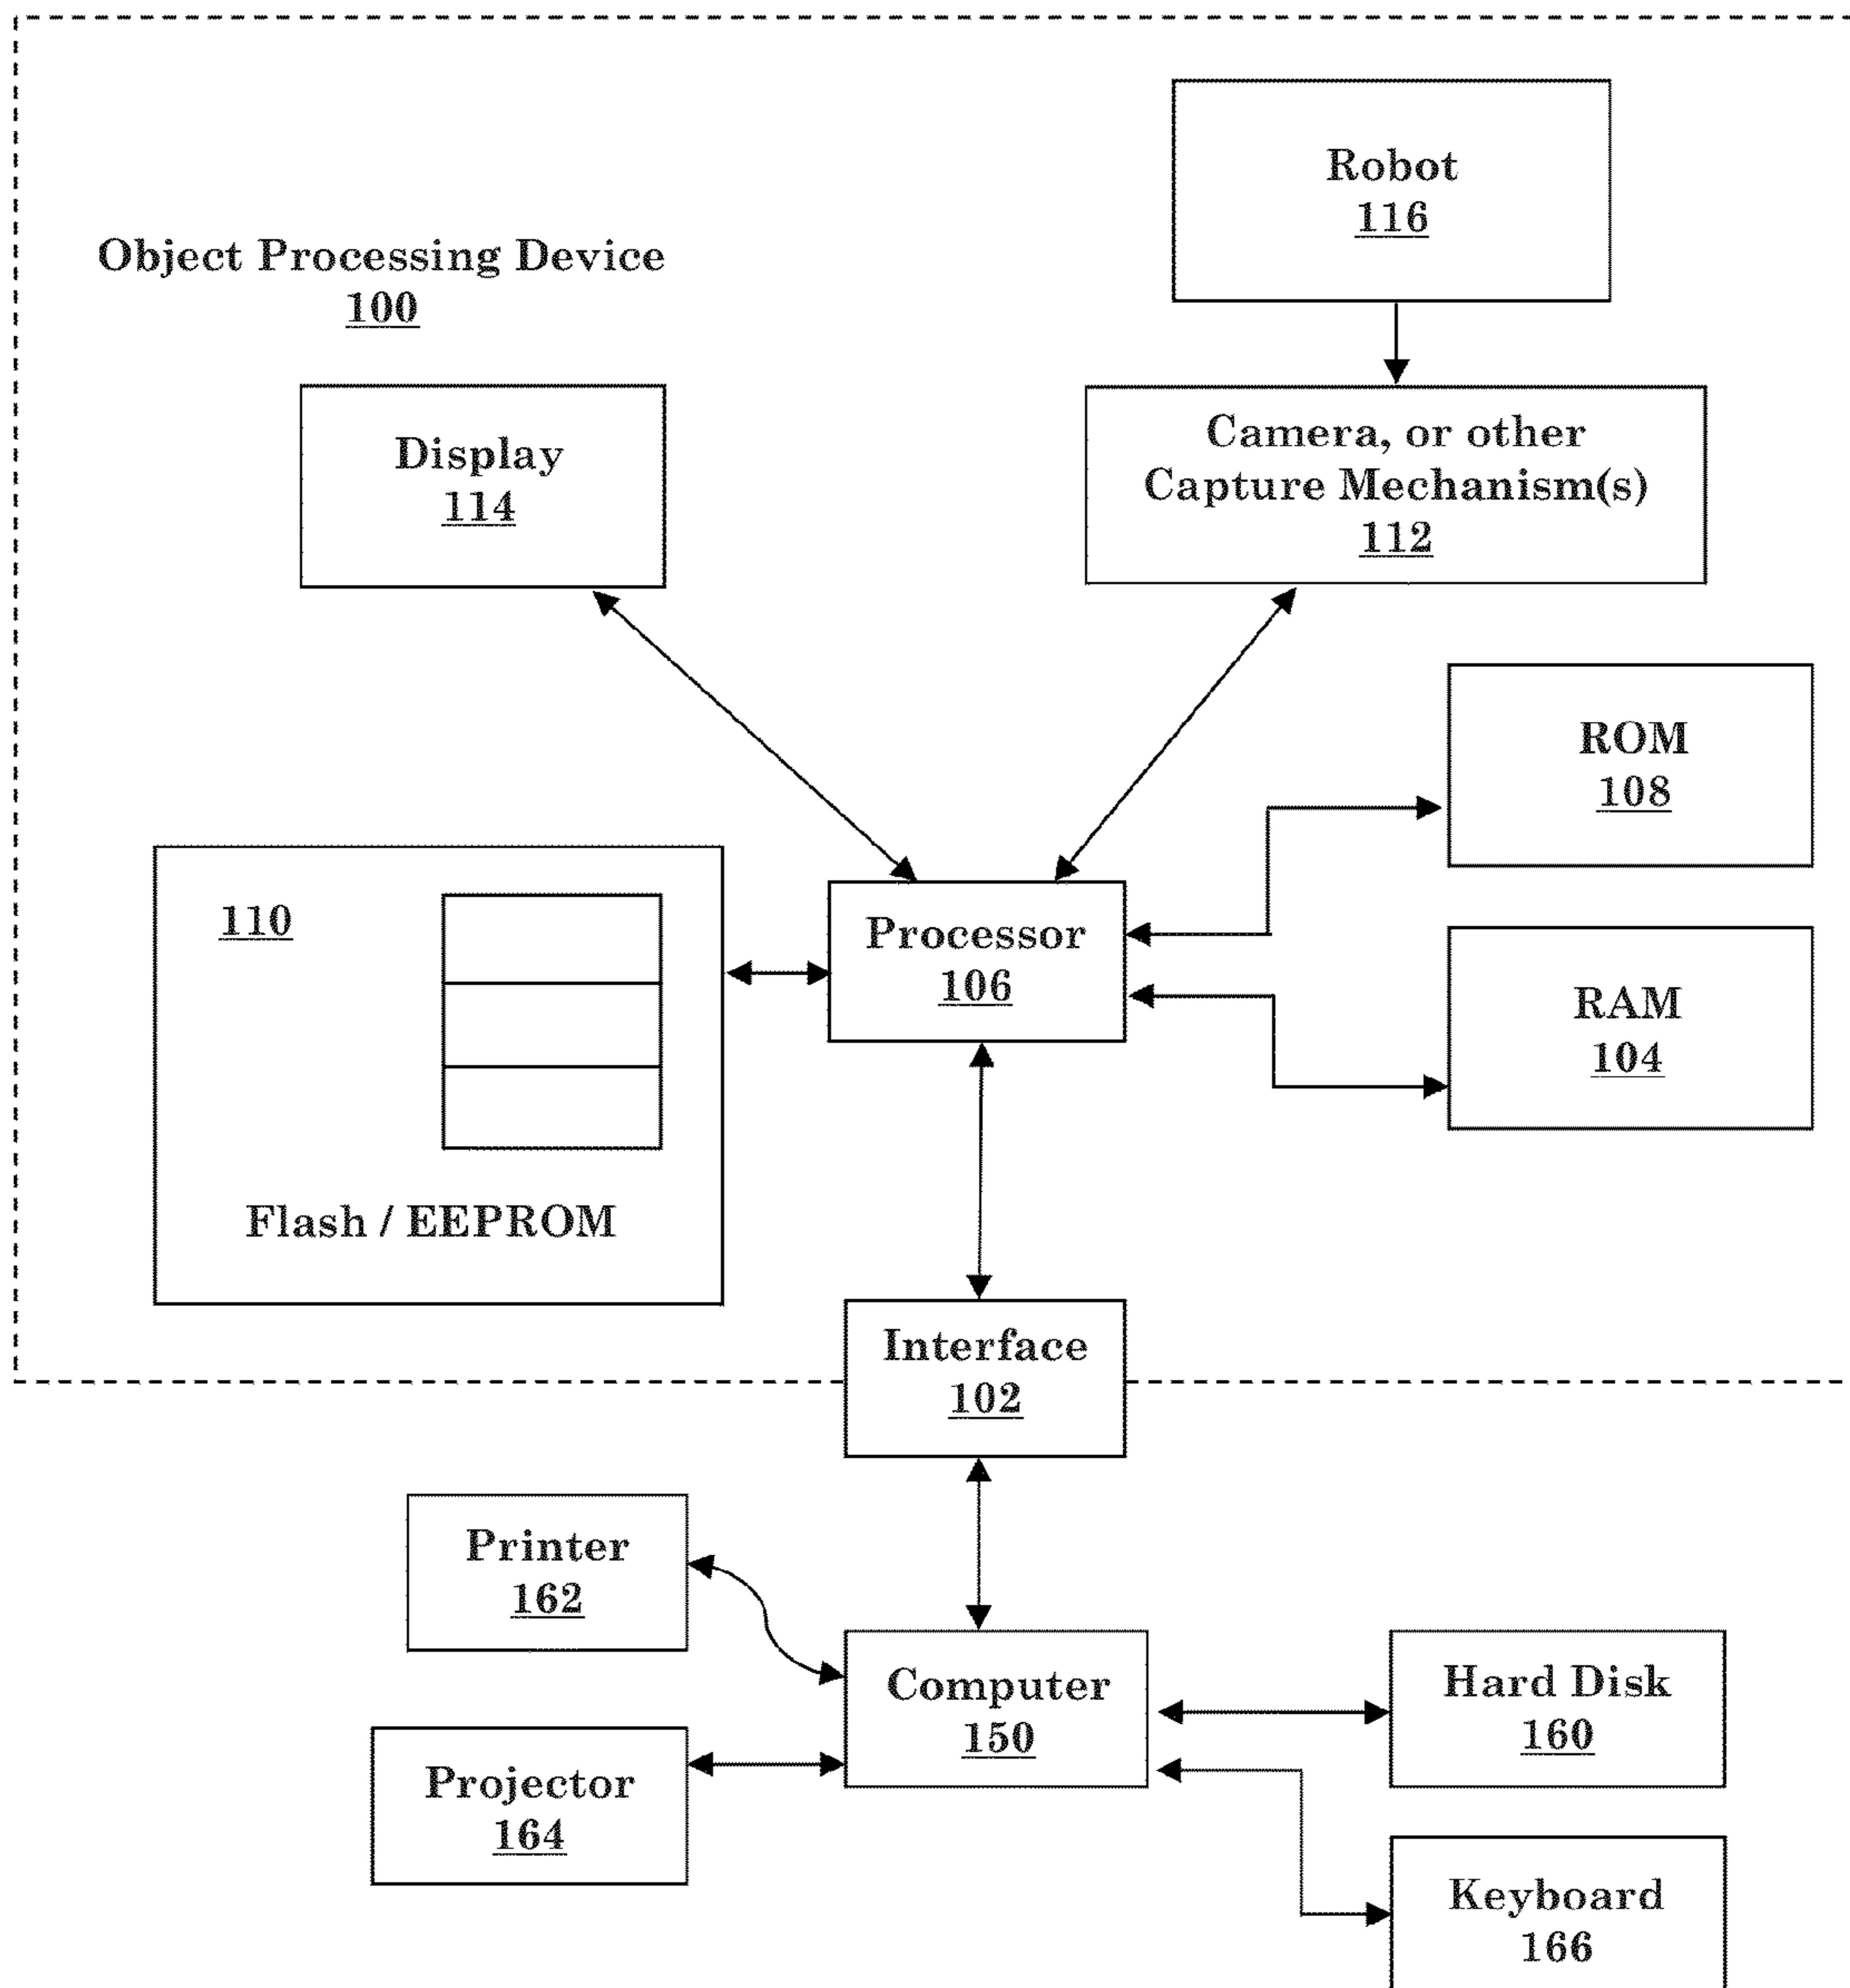 Robot
116
Object Processing Device
100
Display
114
Camera, or other
Capture Mechanism(s)
112
ROM
108
110
Flash / EEPROM
Processor
106
RAM
104
Interface
102
Printer
162
Computer
150
Hard Disk
160
Projector
164
Keyboard
166